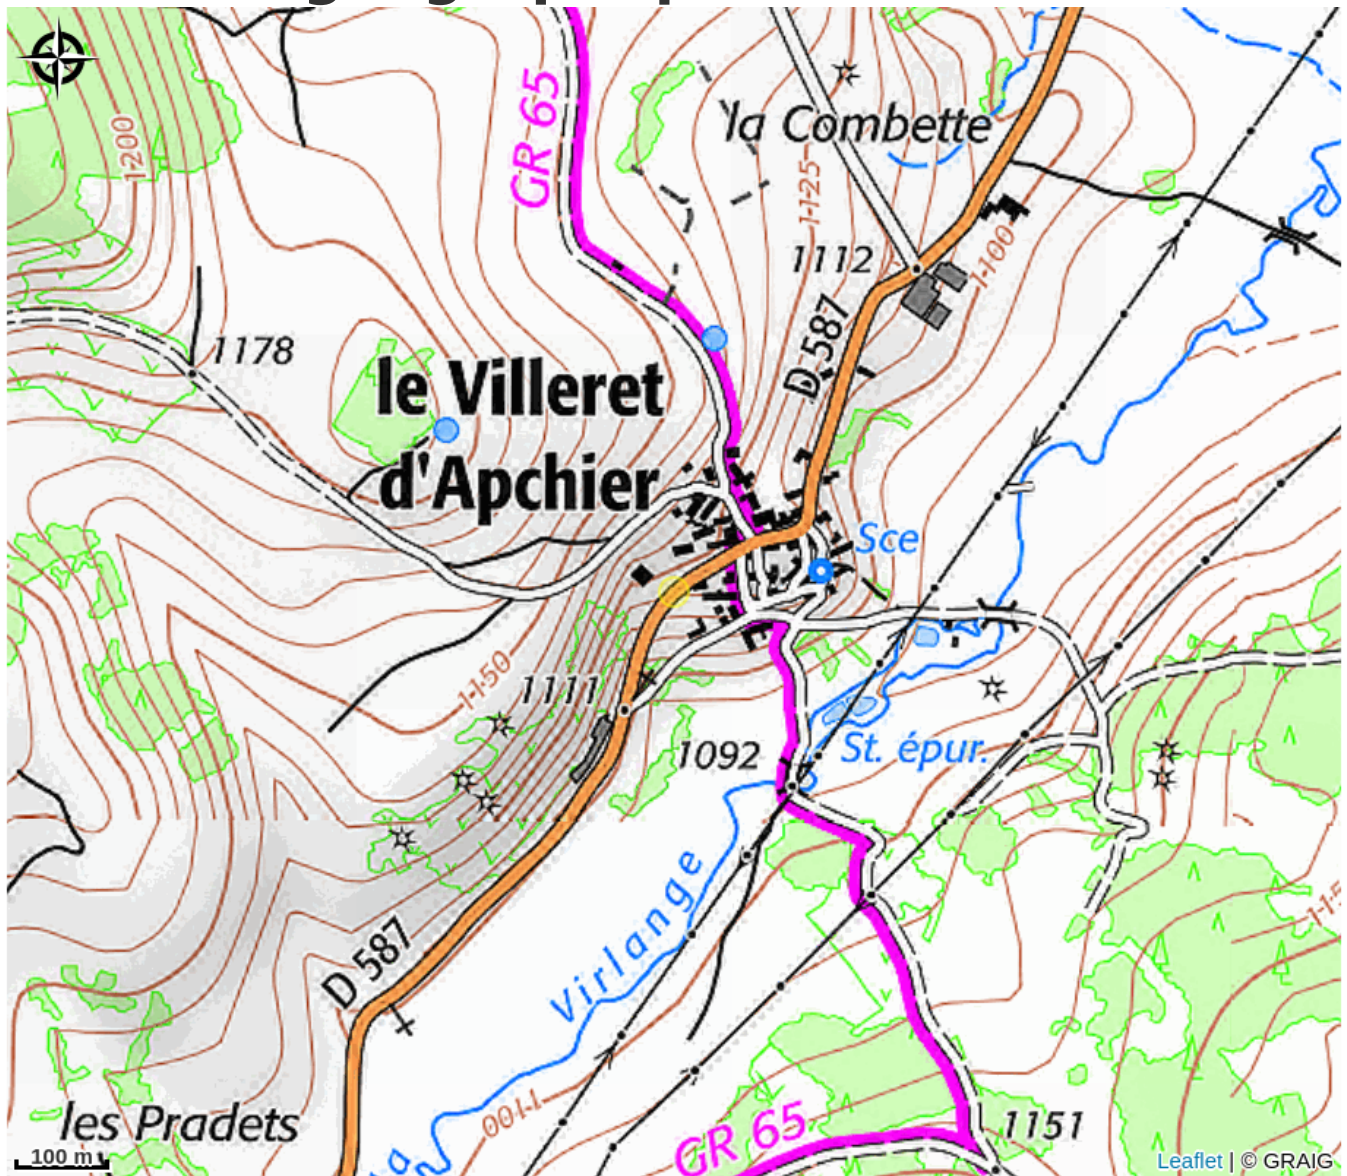 GR 65
la Combette
1200
1125
1112
1100
D 587
1178
le Villeret
d'Apchier
Sce
1150
1111
1092
St. épur.
Virlange
D 587
les Pradets
1100
GR 65
1151
100 m
Leaflet | © GRAIG